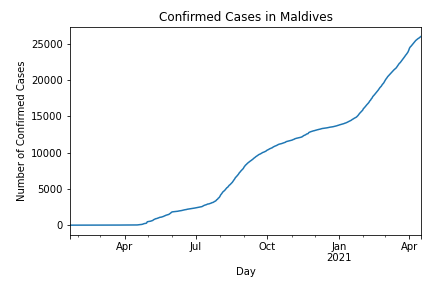 Confirmed Cases in Maldives
Number of Confirmed Cases
25000
20000
15000
10000
5000
0
Apr Jul Oct Jan Apr
2021
Day